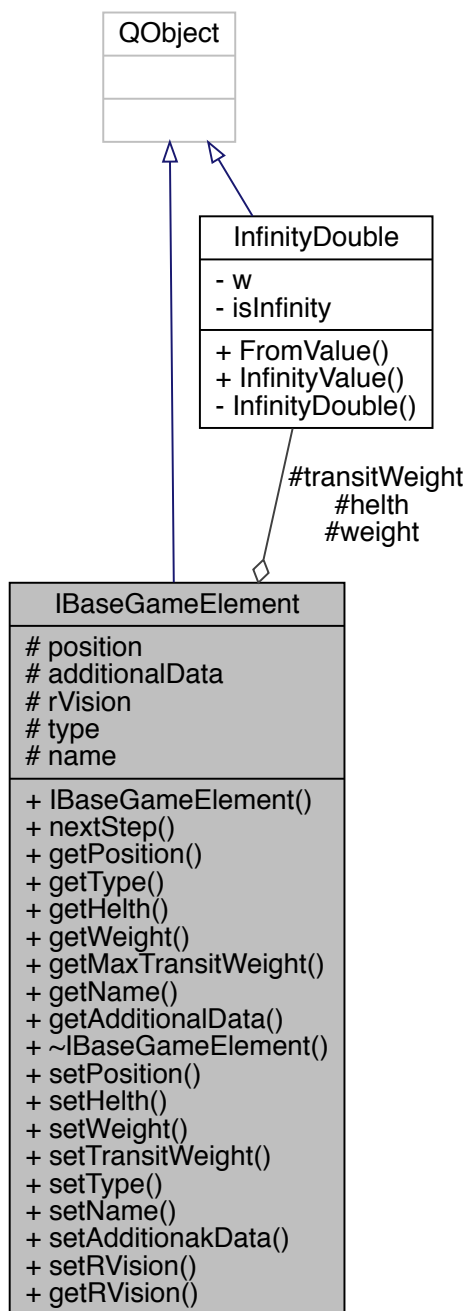 QObject
InfinityDouble
- w
- isInfinity
+ FromValue()
+ InfinityValue()
- InfinityDouble()
#transitWeight
#helth
#weight
IBaseGameElement
# position
# additionalData
# rVision
# type
# name
+ IBaseGameElement()
+ nextStep()
+ getPosition()
+ getType()
+ getHelth()
+ getWeight()
+ getMaxTransitWeight()
+ getName()
+ getAdditionalData()
+ ~IBaseGameElement()
+ setPosition()
+ setHelth()
+ setWeight()
+ setTransitWeight()
+ setType()
+ setName()
+ setAdditionakData()
+ setRVision()
+ getRVision()